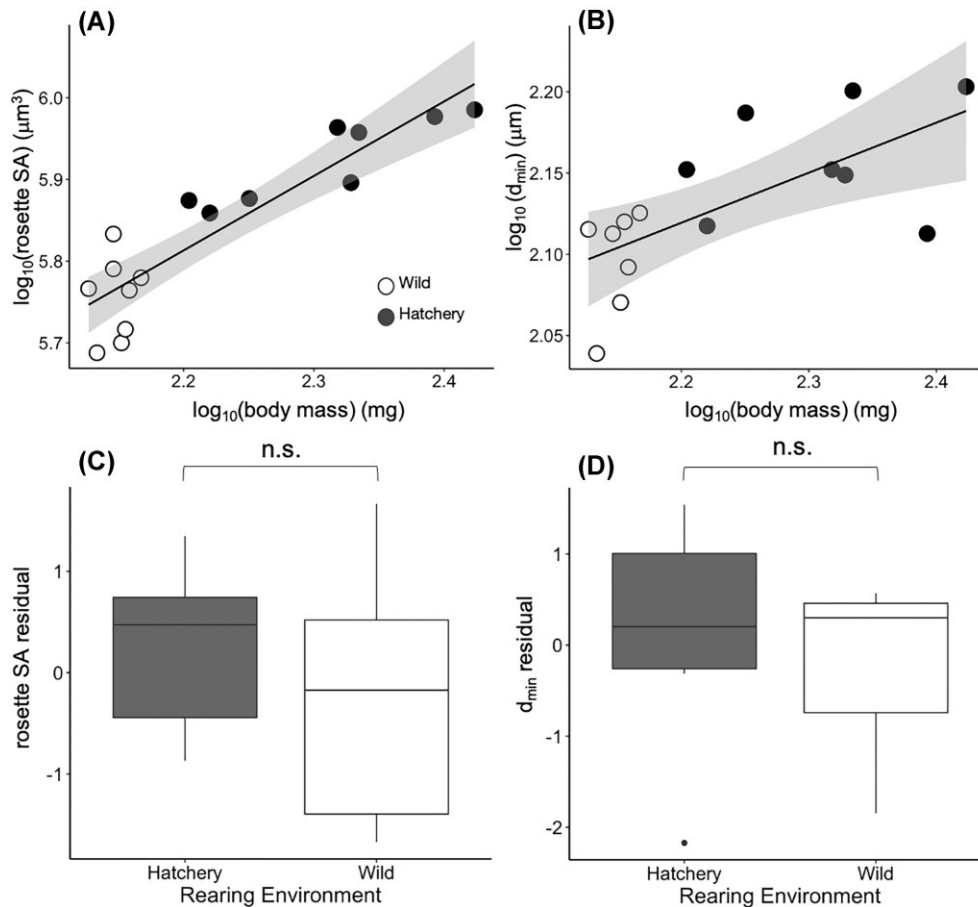 (A)
log₁₀(rosette SA) (μm³)
6.0
5.9
5.8
5.7
Wild
Hatchery
2.2 2.3 2.4
log₁₀(body mass) (mg)
(B)
log₁₀ (dₘᵢₙ) (μm)
2.20
2.15
2.10
2.05
2.2 2.3 2.4
log₁₀(body mass) (mg)
(C)
n.s.
rosette SA residual
1
0
-1
Hatchery Wild
Rearing Environment
(D)
n.s.
dₘᵢₙ residual
1
0
-1
-2
Hatchery Wild
Rearing Environment